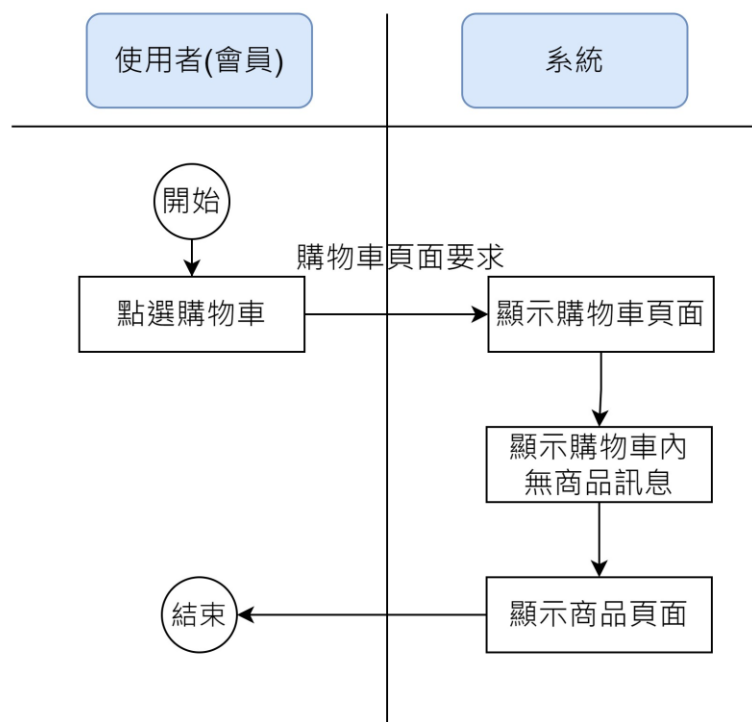 使用者(會員)
系統
開始
購物車頁面要求
點選購物車
顯示購物車頁面
顯示購物車內
無商品訊息
結束
顯示商品頁面